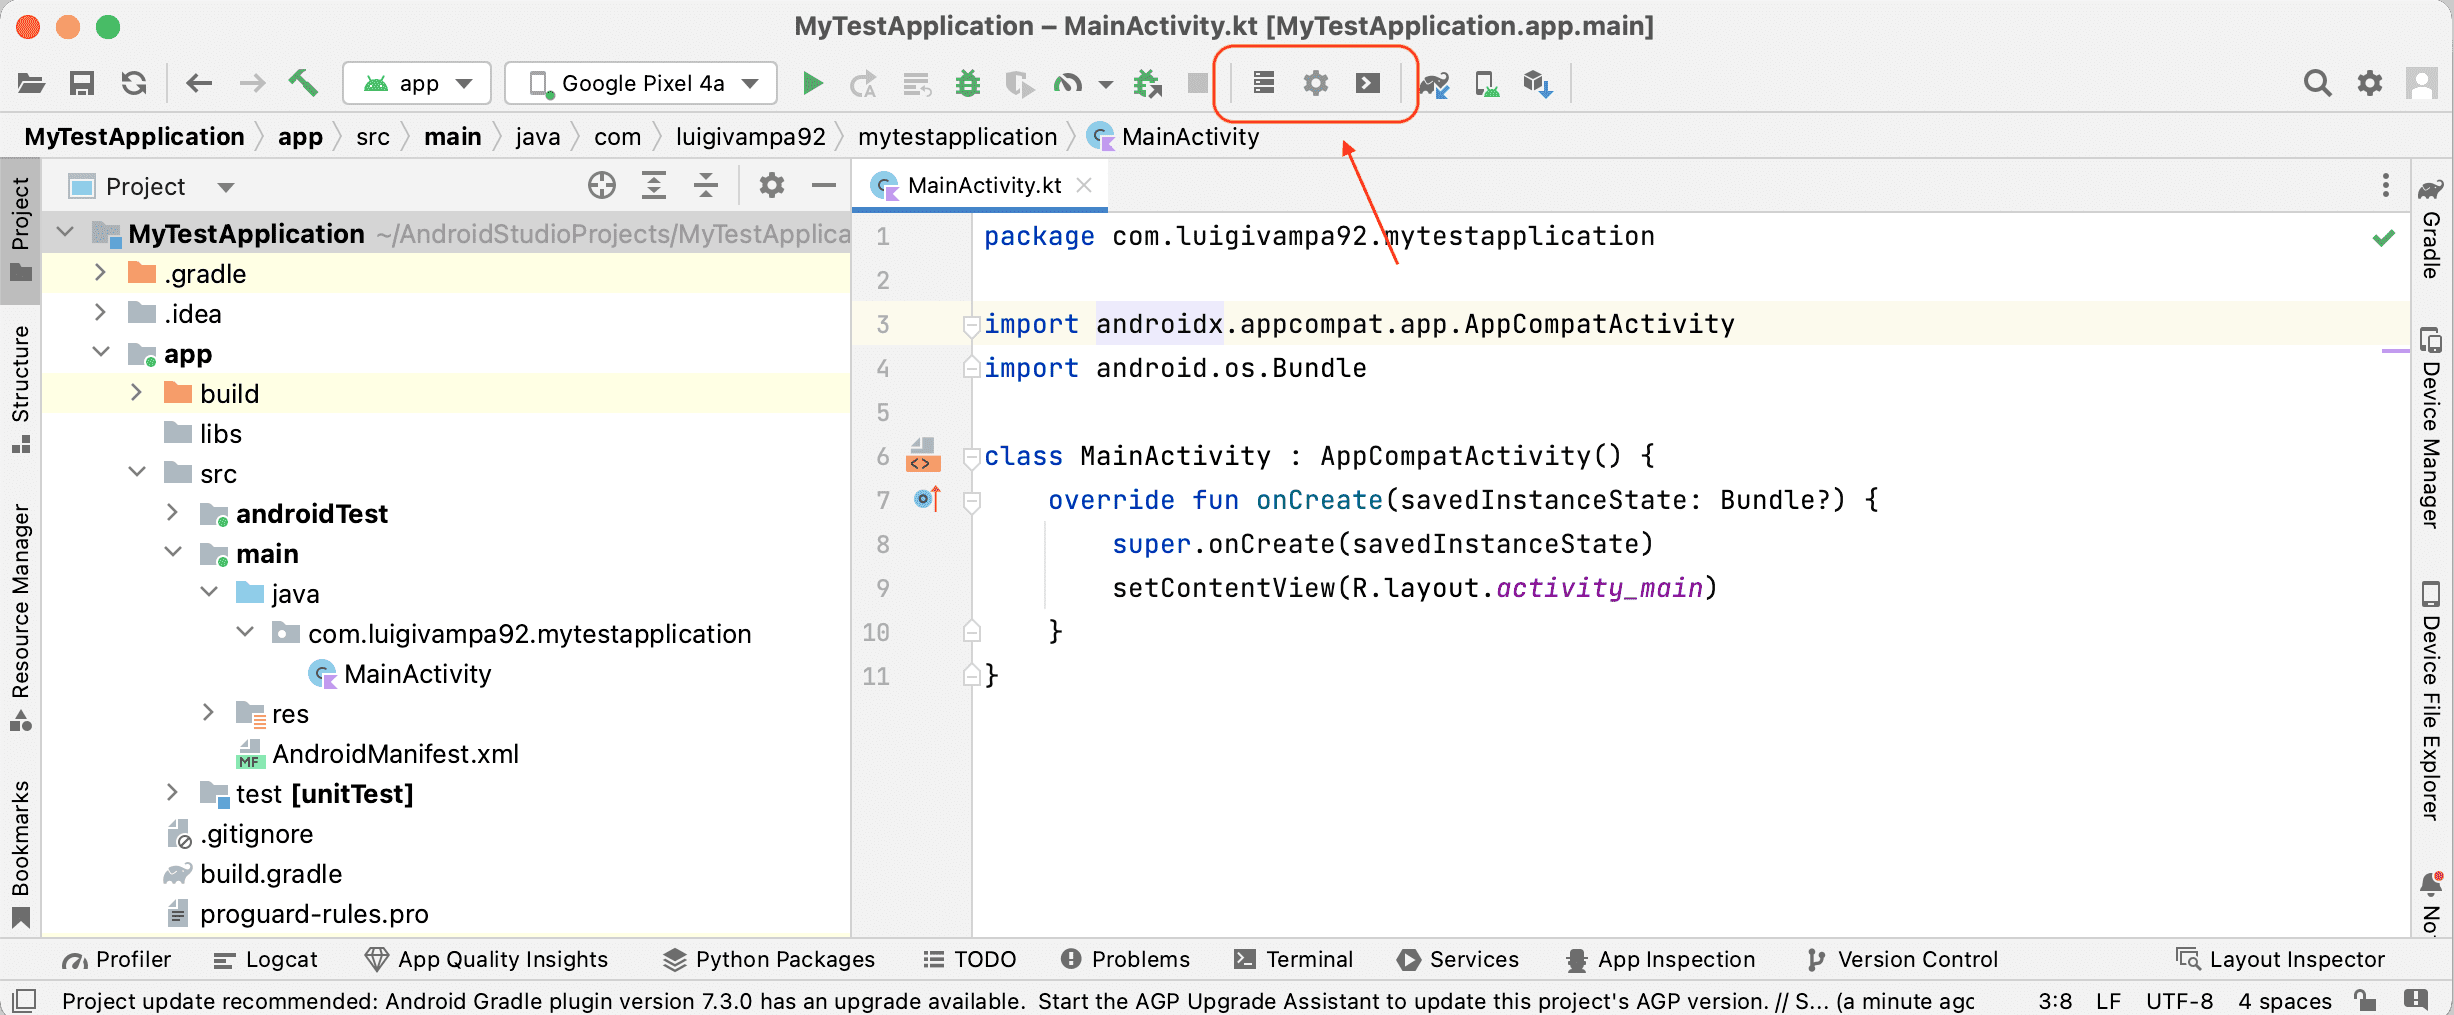 MyTestApplication – MainActivity.kt [MyTestApplication.app.main]
app
Google Pixel 4a
MyTestApplication app src main java com luigivampa92 mytestapplication MainActivity
Project
MainActivity.kt
Project
Structure
Resource Manager
Bookmarks
MyTestApplication ~/AndroidStudioProjects/MyTestApplica
.gradle
.idea
app
build
libs
src
androidTest
main
java
com.luigivampa92.mytestapplication
MainActivity
res
MF AndroidManifest.xml
test [unitTest]
.gitignore
build.gradle
proguard-rules.pro
1 package com.luigivampa92.mytestapplication
2
3 import androidx.appcompat.app.AppCompatActivity
4 import android.os.Bundle
5
6 class MainActivity : AppCompatActivity() {
7 override fun onCreate(savedInstanceState: Bundle?) {
8 super.onCreate(savedInstanceState)
9 setContentView(R.layout.activity_main)
10 }
11 }
Gradle
Device Manager
Device File Explorer
No
Profiler Logcat App Quality Insights Python Packages TODO Problems Terminal Services App Inspection Version Control Layout Inspector
Project update recommended: Android Gradle plugin version 7.3.0 has an upgrade available. Start the AGP Upgrade Assistant to update this project's AGP version. // S... (a minute agc 3:8 LF UTF-8 4 spaces